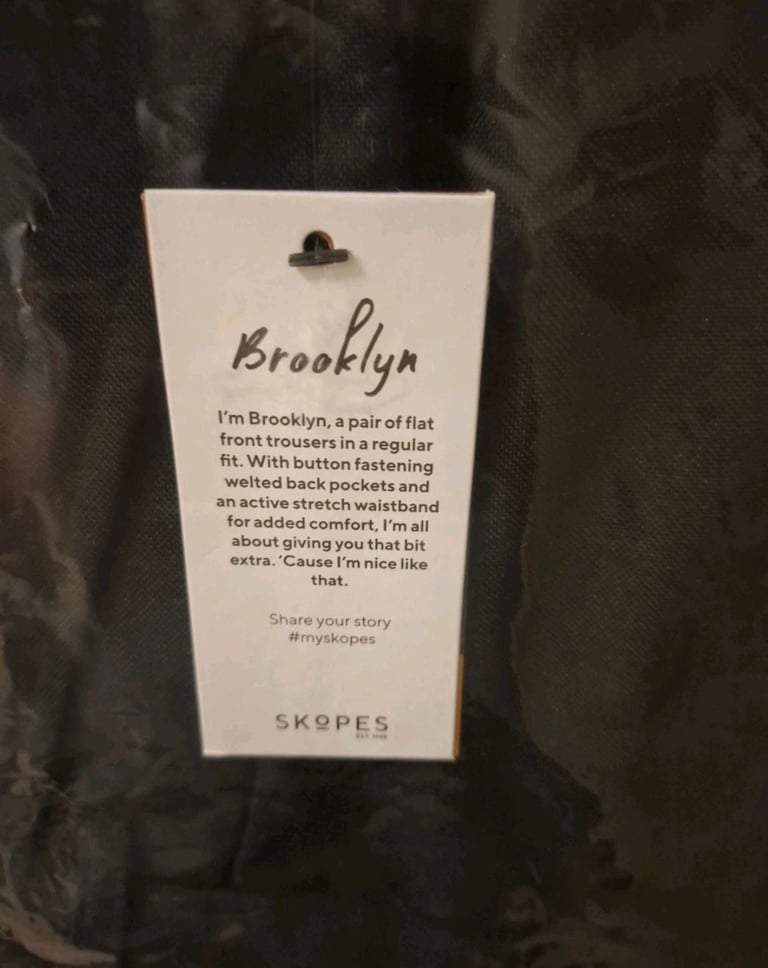 Brooklyn
I'm Brooklyn, a pair of flat
front trousers in a regular
fit. With button fastening
welted back pockets and
an active stretch waistband
for added comfort, I'm all
about giving you that bit
extra. 'Cause I'm nice like
that.
Share your story
#myskopes
SKOPES